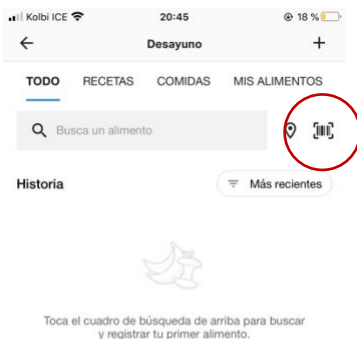 Kolbi ICE 20:45 18 %
Desayuno
TODO RECETAS COMIDAS MIS ALIMENTOS
Busca un alimento
Historia Más recientes
Toca el cuadro de búsqueda de arriba para buscar
y registrar tu primer alimento.